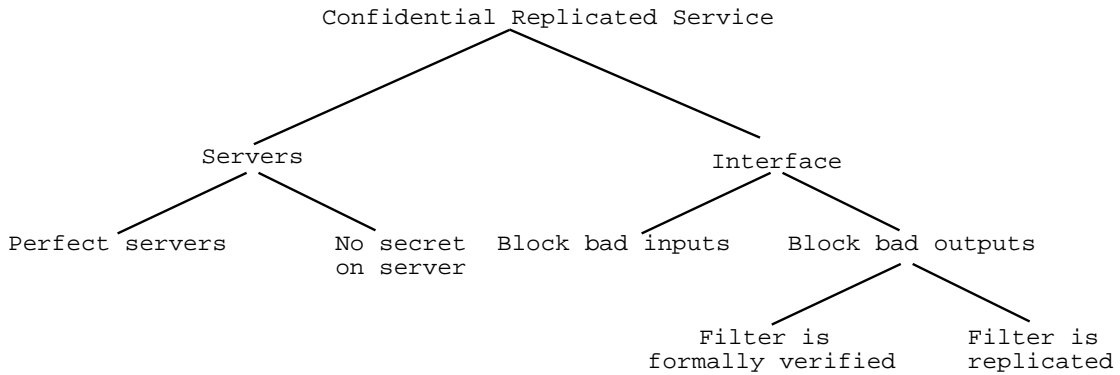 Confidential Replicated Service
Servers
Interface
Perfect servers
No secret
on server
Block bad inputs
Block bad outputs
Filter is
formally verified
Filter is
replicated